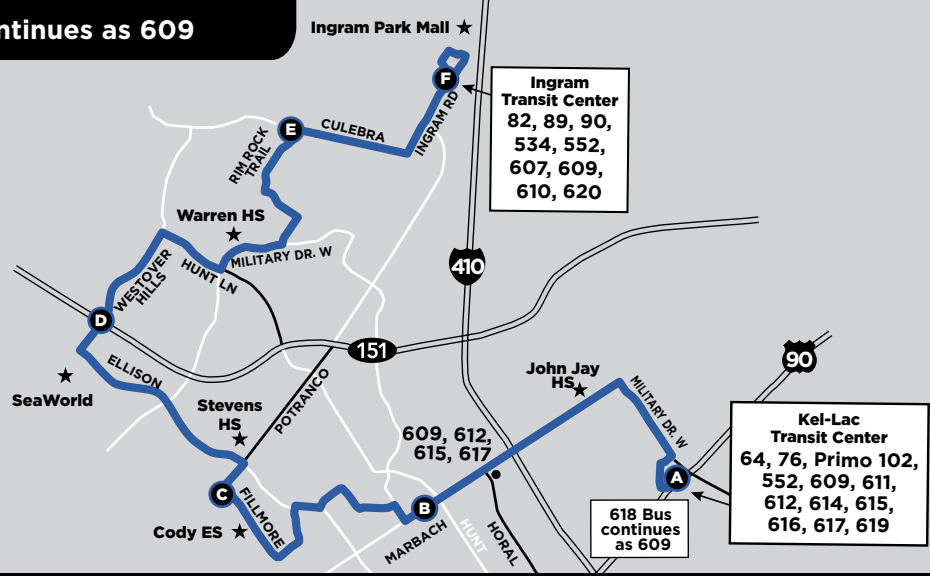 ntinues as 609
Ingram Park Mall
F
Ingram
Transit Center
82, 89, 90,
534, 552,
607, 609,
610, 620
INGRAM RD
CULEBRA
E
RIM ROCK
TRAIL
Warren HS
MILITARY DR. W
HUNT LN
WESTOVER
HILLS
410
D
151
90
ELLISON
SeaWorld
POTRANCO
Stevens
HS
John Jay
HS
MILITARY DR. W
609, 612,
615, 617
Kel-Lac
Transit Center
64, 76, Primo 102,
552, 609, 611,
612, 614, 615,
616, 617, 619
A
C
FILLMORE
Cody ES
B
MARBACH
HUNT
HORAL
618 Bus
continues
as 609